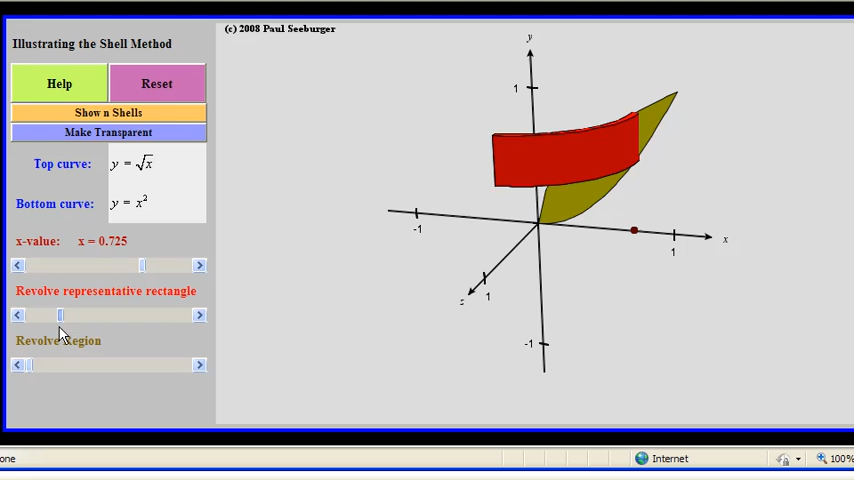 (c) 2008 Paul Seeburger
Illustrating the Shell Method
Help
Reset
Show n Shells
Make Transparent
Top curve: y = √x
Bottom curve: y = x²
x-value: x = 0.725
Revolve representative rectangle
Revolve Region
y
1
-1
x
1
1
-1
one
Internet
100%